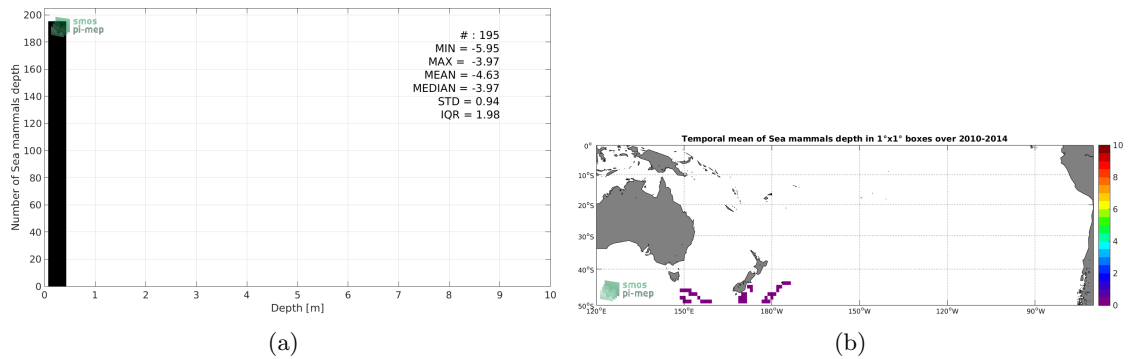 200
180
160
140
120
100
80
60
40
20
0
Number of Sea mammals depth
smos
pi-mep
# : 195
MIN = -5.95
MAX = -3.97
MEAN = -4.63
MEDIAN = -3.97
STD = 0.94
IQR = 1.98
0 1 2 3 4 5 6 7 8 9 10
Depth [m]
(a)
Temporal mean of Sea mammals depth in 1°x1° boxes over 2010-2014
0°
10°S
20°S
30°S
40°S
50°S
smos
pi-mep
120°E 150°E 180°W 150°W 120°W 90°W
10
8
6
4
2
0
(b)